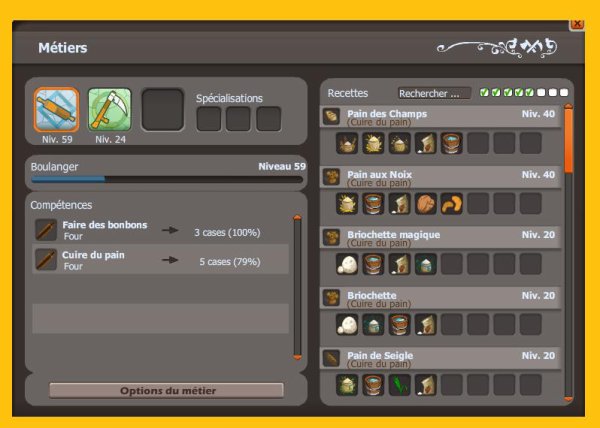 X
Métiers
Niv. 59
Niv. 24
Spécialisations
Boulanger
Niveau 59
Compétences
Faire des bonbons
Four
3 cases (100%)
Cuire du pain
Four
5 cases (79%)
Options du métier
Recettes
Rechercher ...
Pain des Champs
Niv. 40
(Cuire du pain)
Pain aux Noix
Niv. 40
(Cuire du pain)
Briochette magique
Niv. 20
(Cuire du pain)
Briochette
Niv. 20
(Cuire du pain)
Pain de Seigle
Niv. 20
(Cuire du pain)